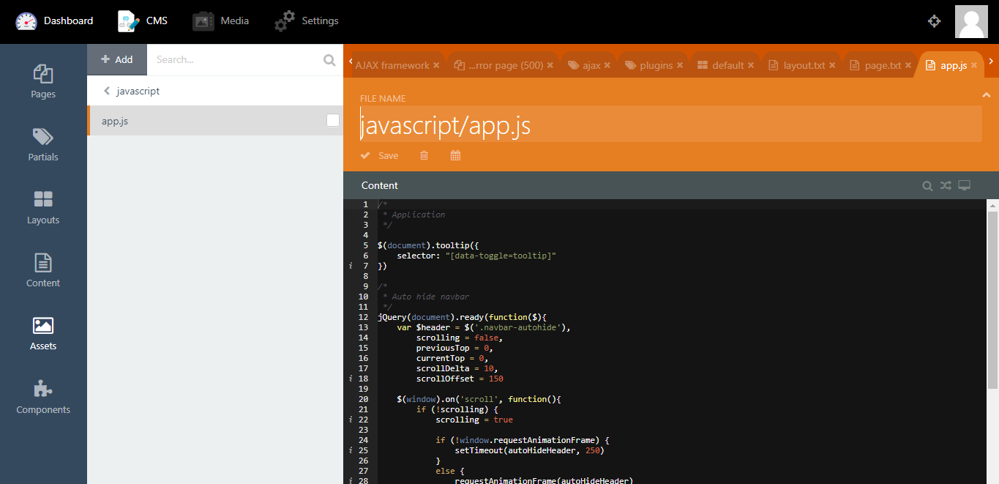 Dashboard CMS Media Settings
Pages
Partials
Layouts
Content
Assets
Components
+ Add Search...
javascript
app.js
AJAX framework × ...rror page (500) × ajax × plugins × default × layout.txt × page.txt × app.js ×
FILE NAME
javascript/app.js
Save
Content
1 /*
2  * Application
3  */
4
5 $(document).tooltip({
6     selector: "[data-toggle=tooltip]"
i 7 })
8
9 /*
10  * Auto hide navbar
11  */
12 jQuery(document).ready(function($){
13     var $header = $('.navbar-autohide'),
14         scrolling = false,
15         previousTop = 0,
16         currentTop = 0,
17         scrollDelta = 10,
i 18         scrollOffset = 150
19
20     $(window).on('scroll', function(){
21         if (!scrolling) {
i 22             scrolling = true
23
24             if (!window.requestAnimationFrame) {
i 25                 setTimeout(autoHideHeader, 250)
26             }
27             else {
i 28                 requestAnimationFrame(autoHideHeader)